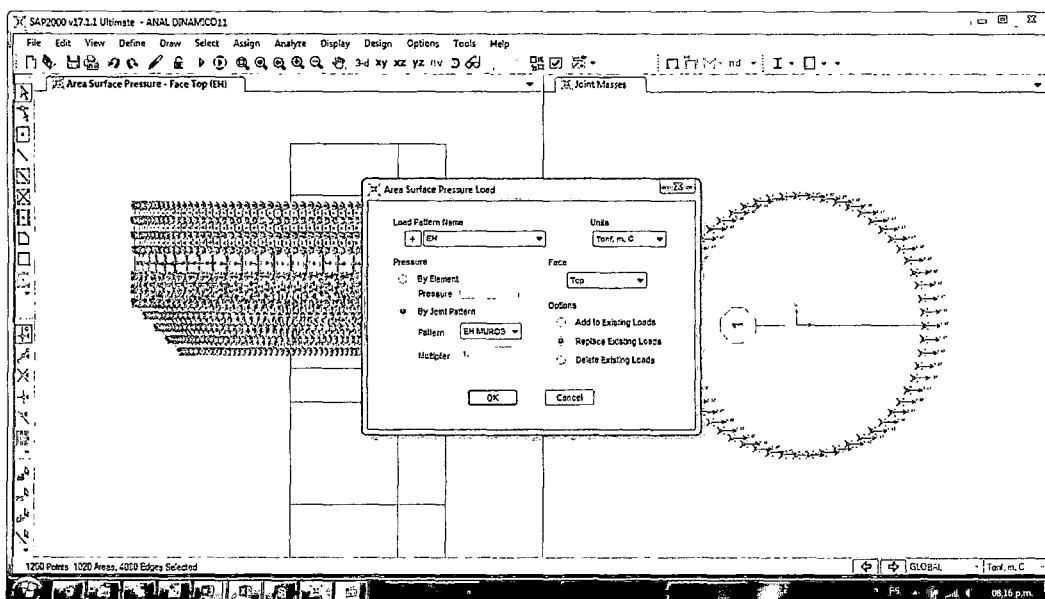 SAP2000 v17.1.1 Ultimate - ANAL DINAMICO11
File Edit View Define Draw Select Assign Analyze Display Design Options Tools Help
3-d xy xz yz nv
nd
Area Surface Pressure - Face Top (EH)
Joint Masses
Area Surface Pressure Load
Load Pattern Name
Units
+ EH
Tonf, m, C
Pressure
Face
By Element
Top
Pressure
By Joint Pattern
Options
Add to Existing Loads
Pattern EH MUROS
Replace Existing Loads
Multiplier 1.
Delete Existing Loads
OK Cancel
1
1200 Points 1020 Areas, 4080 Edges Selected
GLOBAL
Tonf, m, C
08:16 p.m.